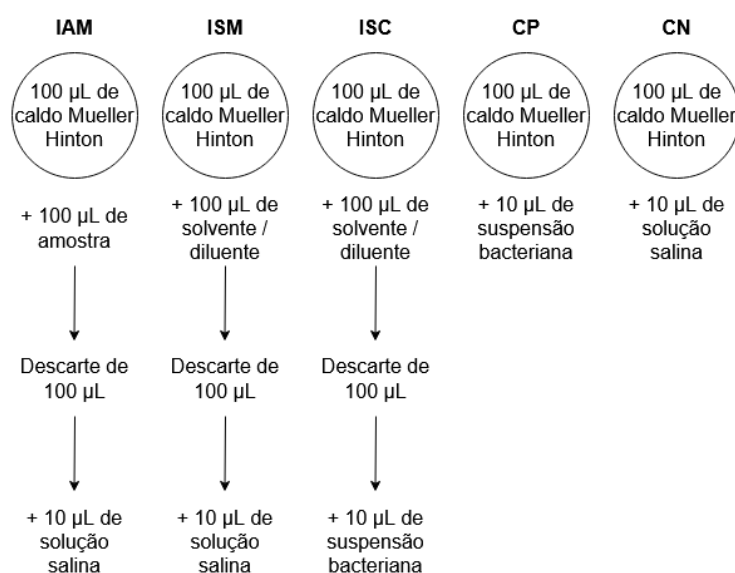 IAM
ISM
ISC
CP
CN
100 µL de
caldo Mueller
Hinton
100 µL de
caldo Mueller
Hinton
100 µL de
caldo Mueller
Hinton
100 µL de
caldo Mueller
Hinton
100 µL de
caldo Mueller
Hinton
+ 100 µL de
amostra
+ 100 µL de
solvente /
diluente
+ 100 µL de
solvente /
diluente
+ 10 µL de
suspensão
bacteriana
+ 10 µL de
solução
salina
Descarte de
100 µL
Descarte de
100 µL
Descarte de
100 µL
+ 10 µL de
solução
salina
+ 10 µL de
solução
salina
+ 10 µL de
suspensão
bacteriana